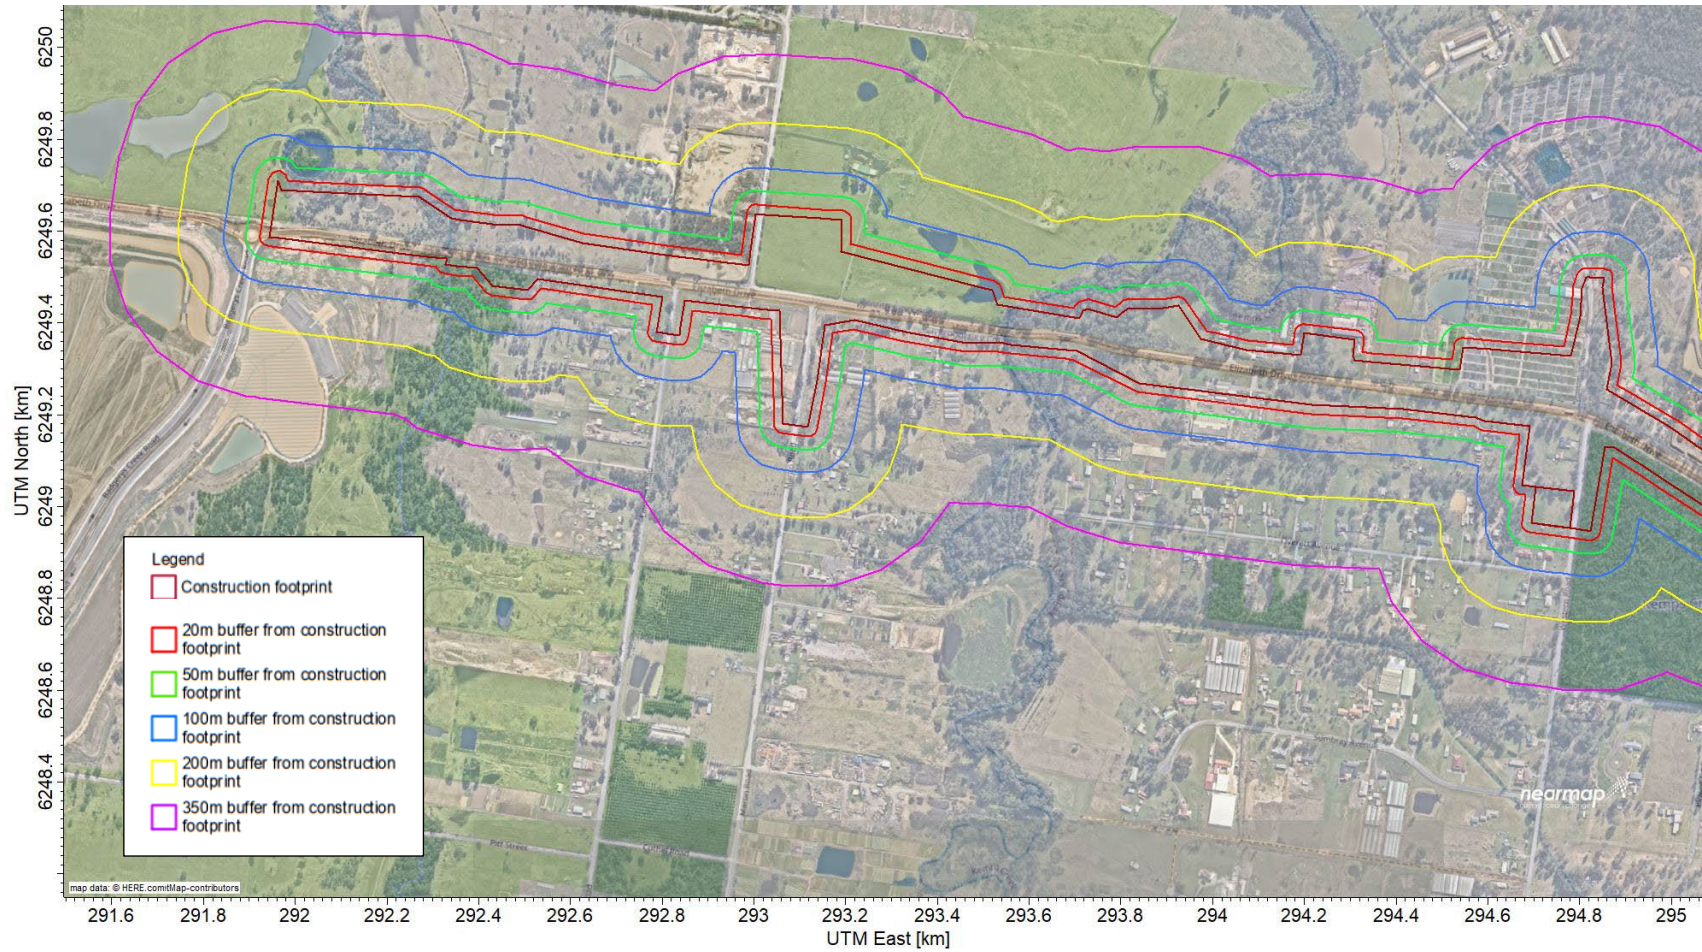 6250
6249.8
6249.6
6249.4
6249.2
6249
6248.8
6248.6
6248.4
UTM North [km]
Elizabeth Drive
Legend
Construction footprint
20m buffer from construction
footprint
50m buffer from construction
footprint
100m buffer from construction
footprint
200m buffer from construction
footprint
350m buffer from construction
footprint
nearmap
Pitt Street
map data: © HERE.comitMap-contributors
291.6 291.8 292 292.2 292.4 292.6 292.8 293 293.2 293.4 293.6 293.8 294 294.2 294.4 294.6 294.8 295
UTM East [km]